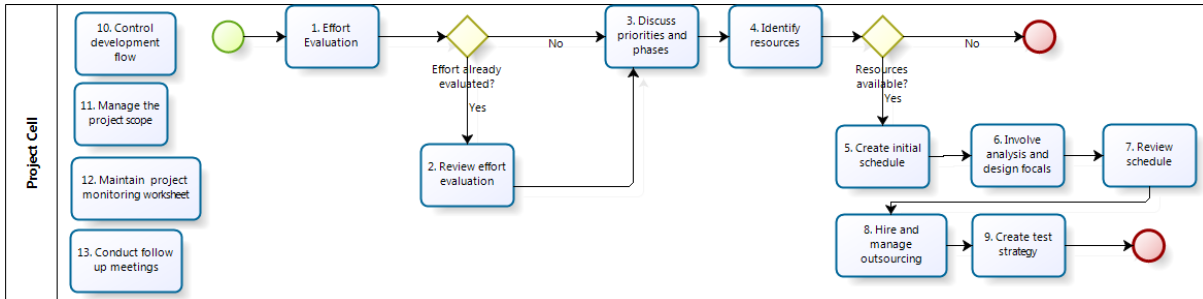 Project Cell
10. Control
development
flow
11. Manage the
project scope
12. Maintain project
monitoring worksheet
13. Conduct follow
up meetings
1. Effort
Evaluation
Effort already
evaluated?
No
Yes
2. Review effort
evaluation
3. Discuss
priorities and
phases
4. Identify
resources
Resources
available?
No
Yes
5. Create initial
schedule
6. Involve
analysis and
design focals
7. Review
schedule
8. Hire and
manage
outsourcing
9. Create test
strategy